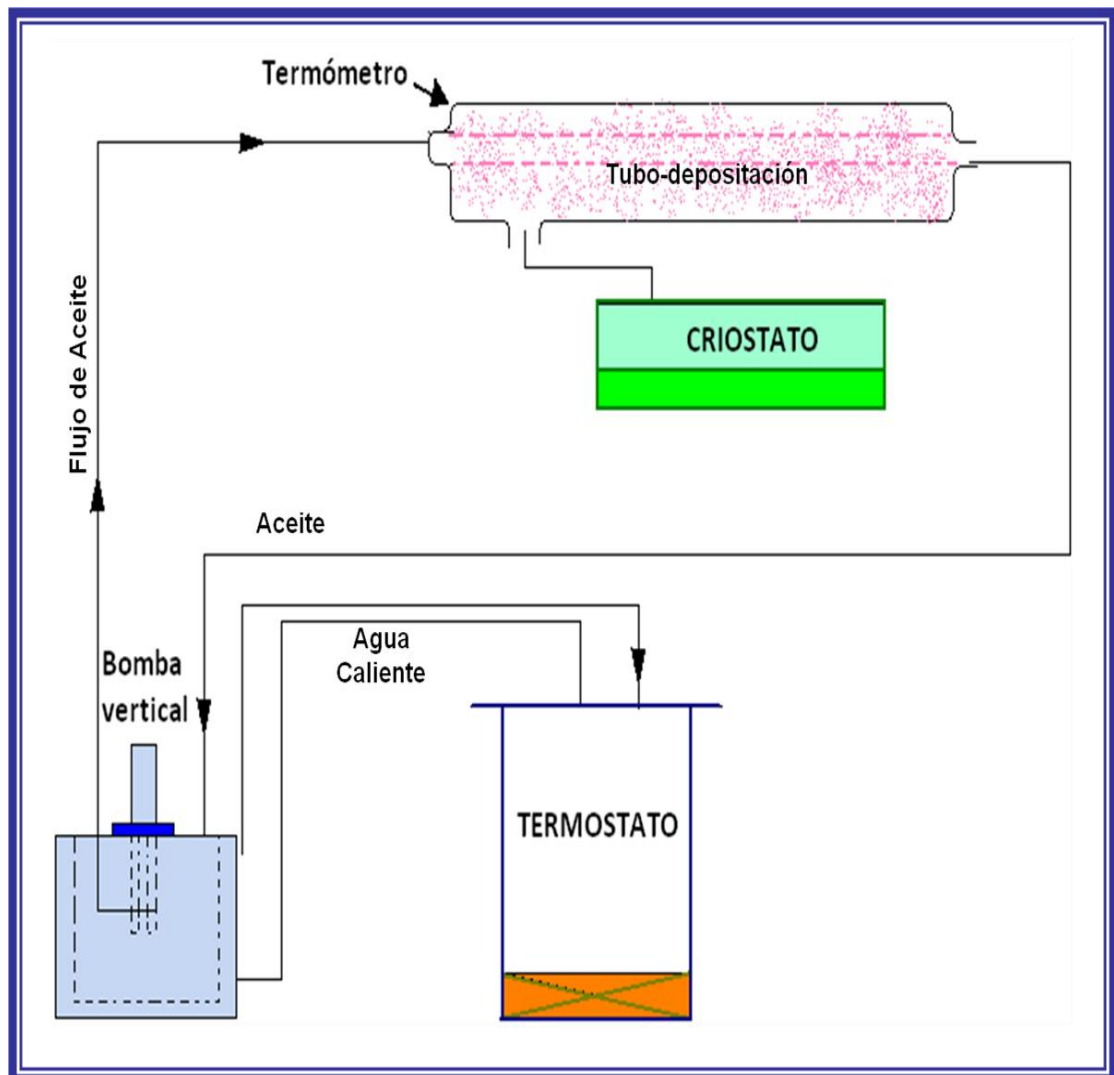 Termómetro
Tubo-depositación
CRIOSTATO
Flujo de Aceite
Aceite
Agua
Caliente
Bomba
vertical
TERMOSTATO